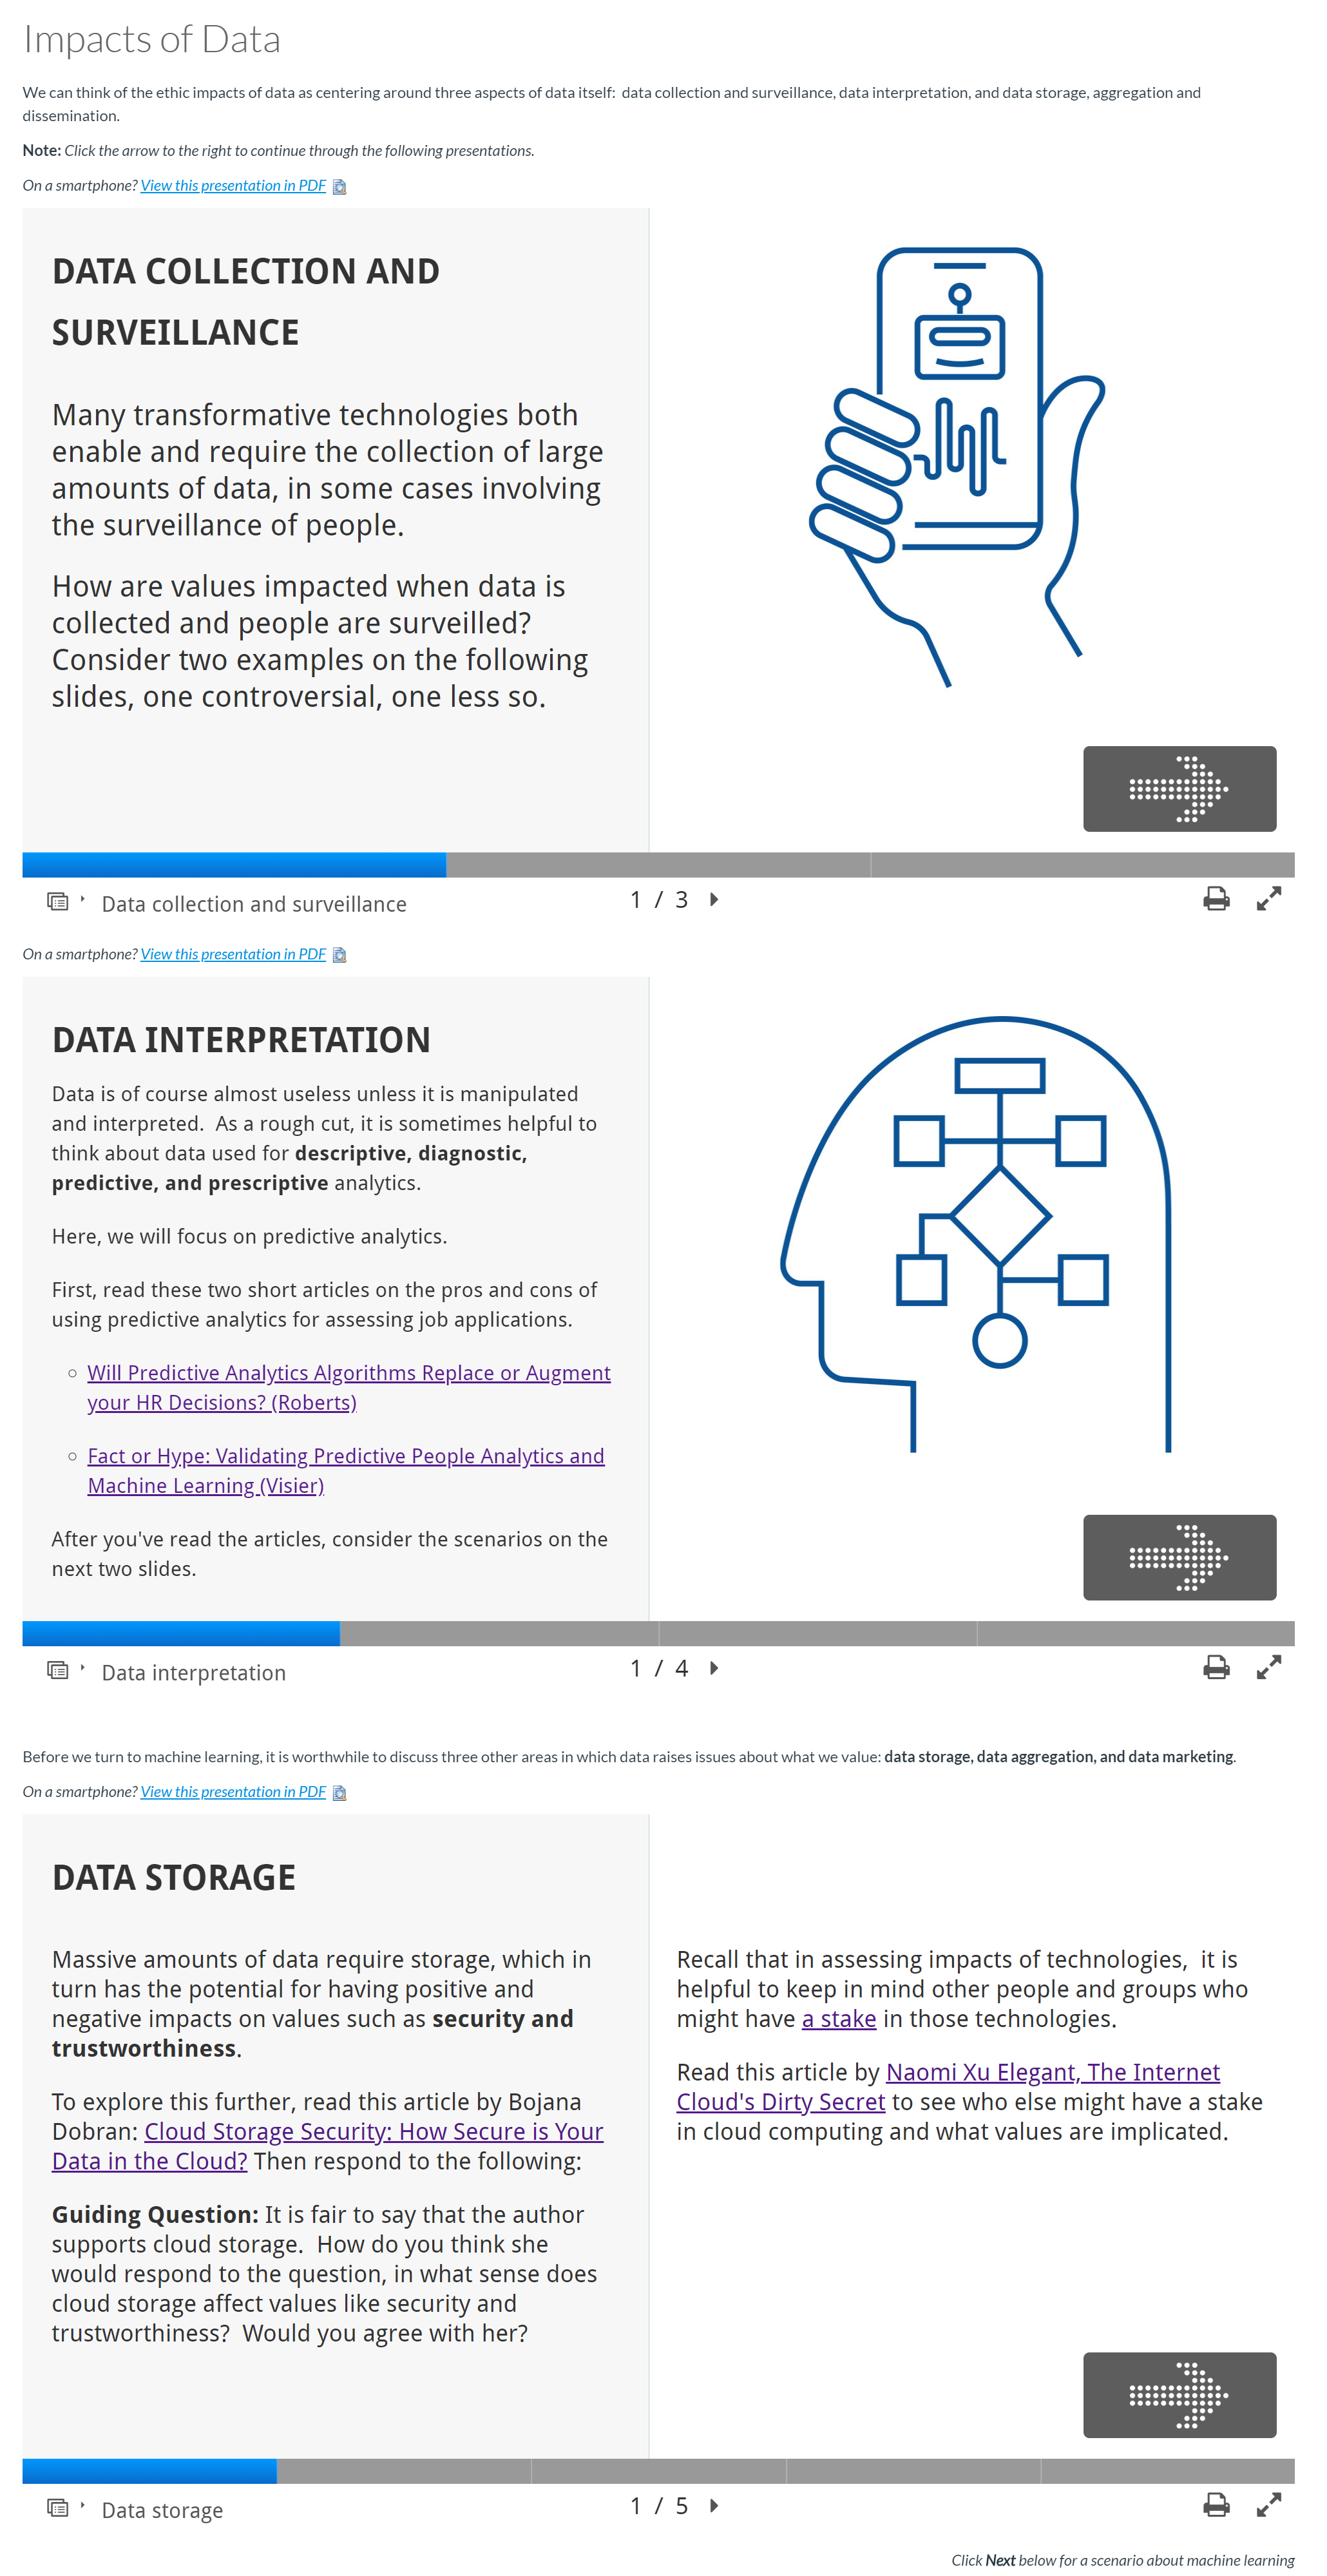 Impacts of Data
We can think of the ethic impacts of data as centering around three aspects of data itself:  data collection and surveillance, data interpretation, and data storage, aggregation and
dissemination.
Note: Click the arrow to the right to continue through the following presentations.
On a smartphone? View this presentation in PDF
DATA COLLECTION AND
SURVEILLANCE
Many transformative technologies both
enable and require the collection of large
amounts of data, in some cases involving
the surveillance of people.
How are values impacted when data is
collected and people are surveilled?
Consider two examples on the following
slides, one controversial, one less so.
Data collection and surveillance
1 / 3
On a smartphone? View this presentation in PDF
DATA INTERPRETATION
Data is of course almost useless unless it is manipulated
and interpreted.  As a rough cut, it is sometimes helpful to
think about data used for descriptive, diagnostic,
predictive, and prescriptive analytics.
Here, we will focus on predictive analytics.
First, read these two short articles on the pros and cons of
using predictive analytics for assessing job applications.
Will Predictive Analytics Algorithms Replace or Augment
your HR Decisions? (Roberts)
Fact or Hype: Validating Predictive People Analytics and
Machine Learning (Visier)
After you've read the articles, consider the scenarios on the
next two slides.
Data interpretation
1 / 4
Before we turn to machine learning, it is worthwhile to discuss three other areas in which data raises issues about what we value: data storage, data aggregation, and data marketing.
On a smartphone? View this presentation in PDF
DATA STORAGE
Massive amounts of data require storage, which in
turn has the potential for having positive and
negative impacts on values such as security and
trustworthiness.
To explore this further, read this article by Bojana
Dobran: Cloud Storage Security: How Secure is Your
Data in the Cloud? Then respond to the following:
Guiding Question: It is fair to say that the author
supports cloud storage.  How do you think she
would respond to the question, in what sense does
cloud storage affect values like security and
trustworthiness?  Would you agree with her?
Recall that in assessing impacts of technologies,  it is
helpful to keep in mind other people and groups who
might have a stake in those technologies.
Read this article by Naomi Xu Elegant, The Internet
Cloud's Dirty Secret to see who else might have a stake
in cloud computing and what values are implicated.
Data storage
1 / 5
Click Next below for a scenario about machine learning